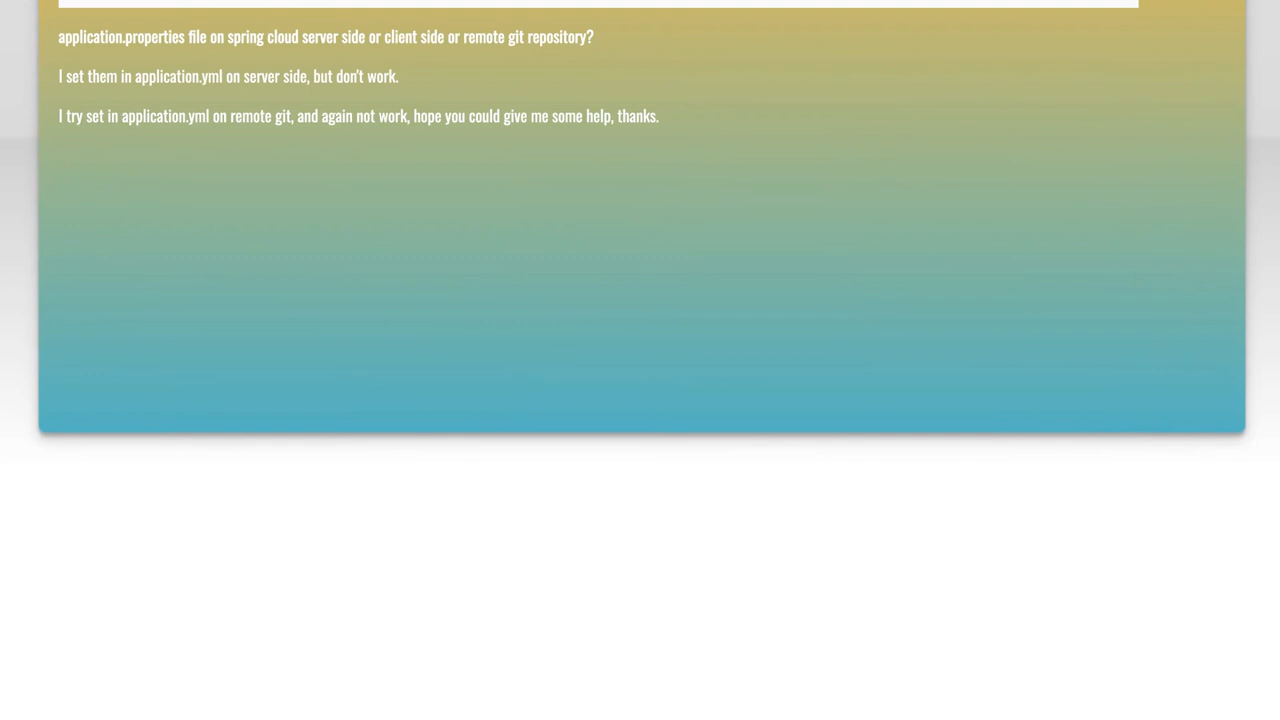 application.properties file on spring cloud server side or client side or remote git repository?
I set them in application.yml on server side, but don't work.
I try set in application.yml on remote git, and again not work, hope you could give me some help, thanks.